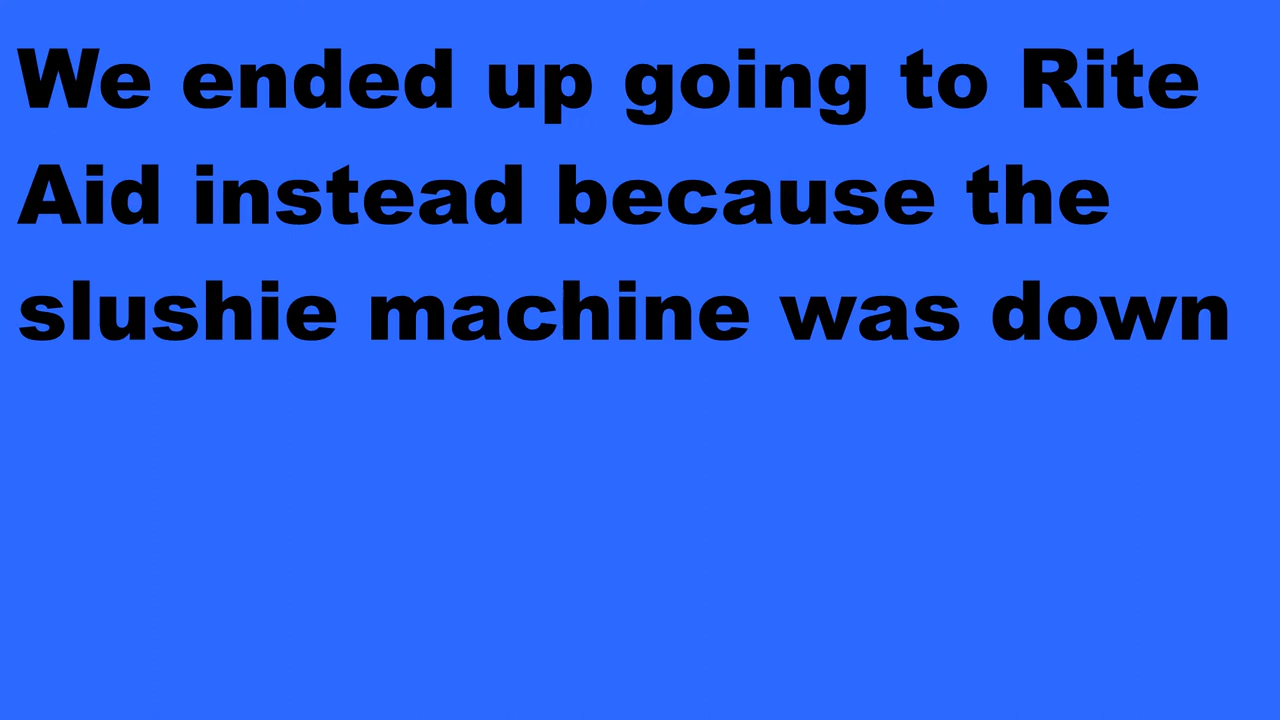 We ended up going to Rite
Aid instead because the
slushie machine was down